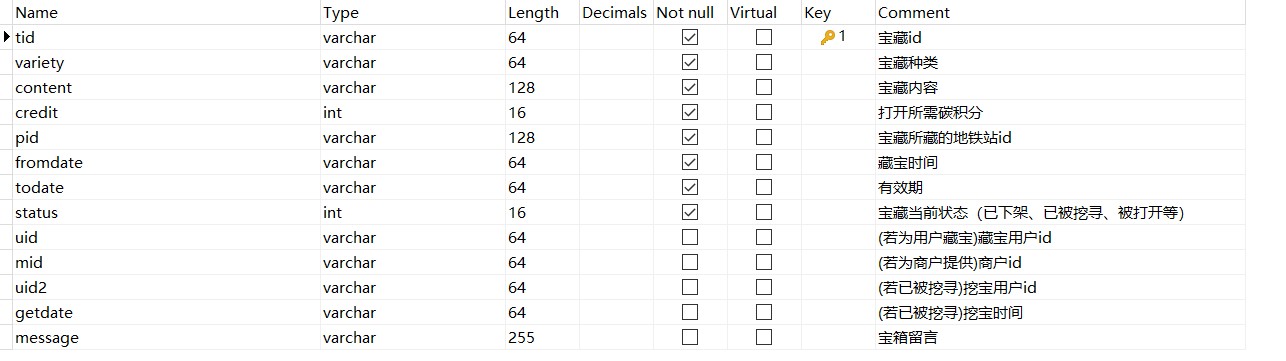 Name Type Length Decimals Not null Virtual Key Comment
tid varchar 64 1 宝藏id
variety varchar 64 宝藏种类
content varchar 128 宝藏内容
credit int 16 打开所需碳积分
pid varchar 128 宝藏所藏的地铁站id
fromdate varchar 64 藏宝时间
todate varchar 64 有效期
status int 16 宝藏当前状态（已下架、已被挖寻、被打开等）
uid varchar 64 (若为用户藏宝)藏宝用户id
mid varchar 64 (若为商户提供)商户id
uid2 varchar 64 (若已被挖寻)挖宝用户id
getdate varchar 64 (若已被挖寻)挖宝时间
message varchar 255 宝箱留言